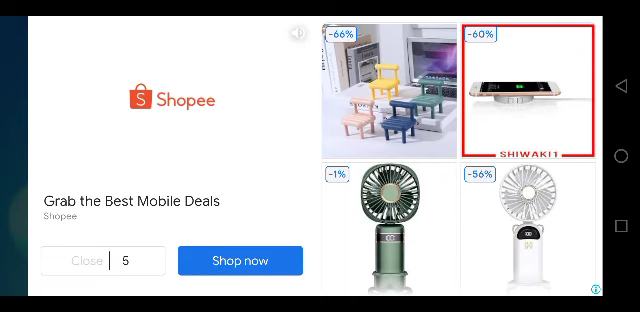 Shopee
Grab the Best Mobile Deals
Shopee
Close 5
Shop now
-66%
-60%
SHIWAKI1
-1%
-56%